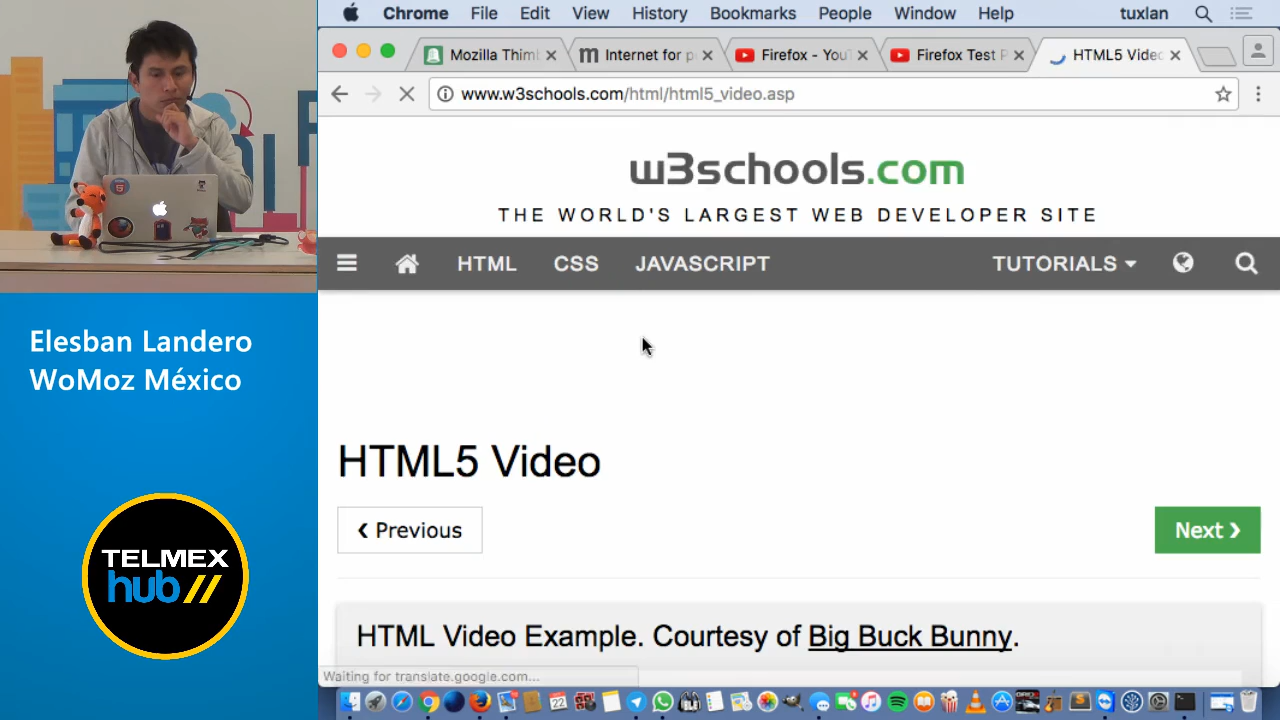 Chrome File Edit View History Bookmarks People Window Help tuxlan
Mozilla Thim
Internet for p
Firefox - You
Firefox Test P
HTML5 Vide
www.w3schools.com/html/html5_video.asp
w3schools.com
THE WORLD'S LARGEST WEB DEVELOPER SITE
HTML CSS JAVASCRIPT TUTORIALS
HTML5 Video
❮ Previous
Next ❯
HTML Video Example. Courtesy of Big Buck Bunny.
Waiting for translate.google.com...
Elesban Landero
WoMoz México
TELMEX
hub//